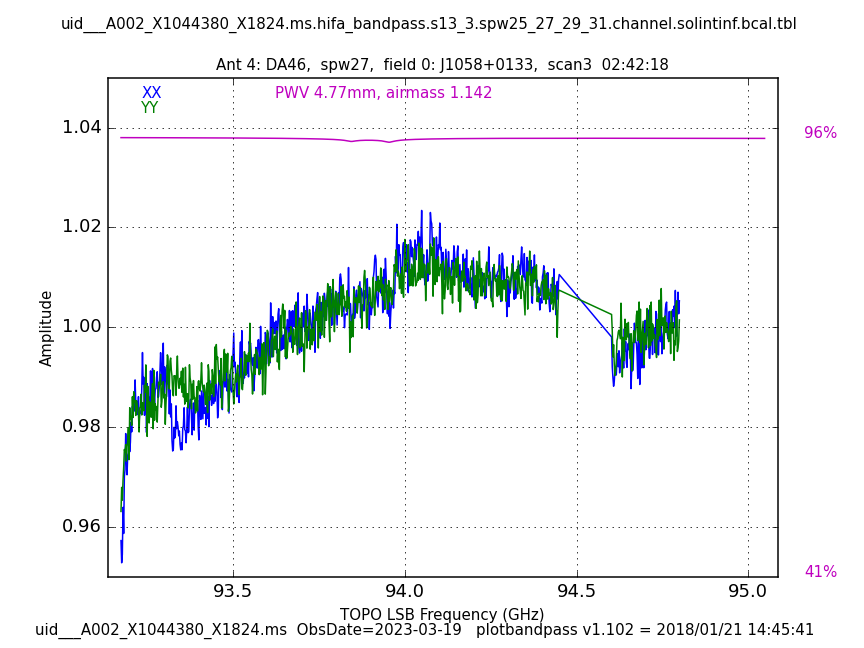 uid___A002_X1044380_X1824.ms.hifa_bandpass.s13_3.spw25_27_29_31.channel.solintinf.bcal.tbl
Ant 4: DA46,  spw27,  field 0: J1058+0133,  scan3  02:42:18
XX
PWV 4.77mm, airmass 1.142
YY
1.04
96%
1.02
1.00
Amplitude
0.98
0.96
41%
93.5
94.0
94.5
95.0
TOPO LSB Frequency (GHz)
uid___A002_X1044380_X1824.ms  ObsDate=2023-03-19   plotbandpass v1.102 = 2018/01/21 14:45:41